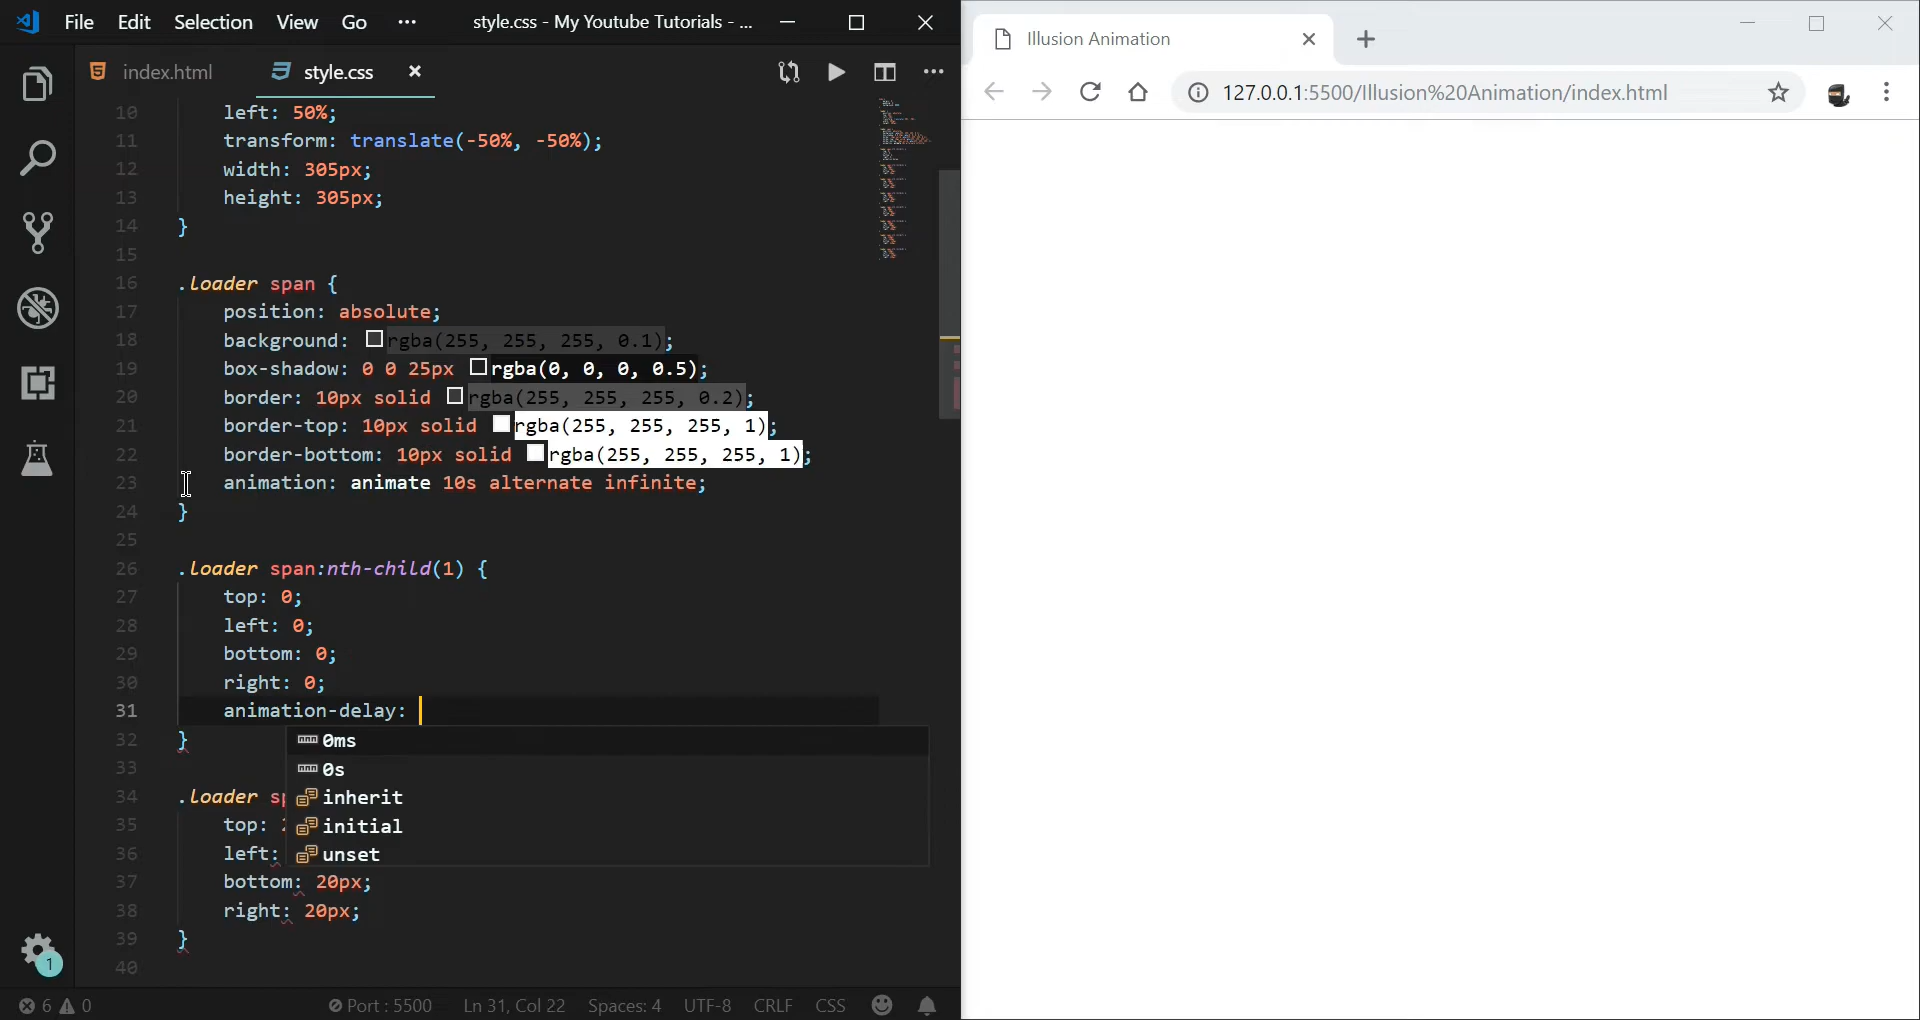 File Edit Selection View Go ··· style.css - My Youtube Tutorials - ...
index.html style.css
10 left: 50%;
11 transform: translate(-50%, -50%);
12 width: 305px;
13 height: 305px;
14 }
15
16 .loader span {
17 position: absolute;
18 background: rgba(255, 255, 255, 0.1);
19 box-shadow: 0 0 25px rgba(0, 0, 0, 0.5);
20 border: 10px solid rgba(255, 255, 255, 0.2);
21 border-top: 10px solid rgba(255, 255, 255, 1);
22 border-bottom: 10px solid rgba(255, 255, 255, 1);
23 animation: animate 10s alternate infinite;
24 }
25
26 .loader span:nth-child(1) {
27 top: 0;
28 left: 0;
29 bottom: 0;
30 right: 0;
31 animation-delay:
32 } 0ms
33 0s
34 .loader sp inherit
35 top: initial
36 left: unset
37 bottom: 20px;
38 right: 20px;
39 }
40
1
6 0 Port : 5500 Ln 31, Col 22 Spaces: 4 UTF-8 CRLF CSS
Illusion Animation
127.0.0.1:5500/Illusion%20Animation/index.html